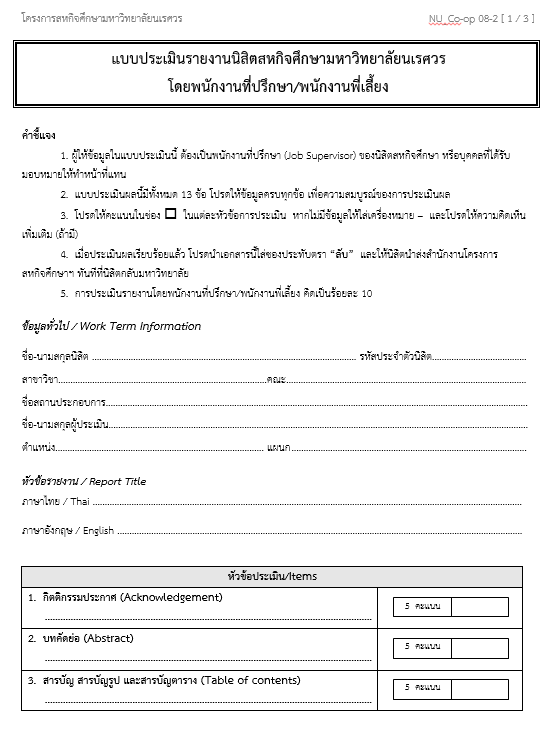 โครงการสหกิจศึกษามหาวิทยาลัยนเรศวร NU_Co-op 08-2 [ 1 / 3 ]
แบบประเมินรายงานนิสิตสหกิจศึกษามหาวิทยาลัยนเรศวร
โดยพนักงานที่ปรึกษา/พนักงานพี่เลี้ยง
คำชี้แจง
1. ผู้ให้ข้อมูลในแบบประเมินนี้ ต้องเป็นพนักงานที่ปรึกษา (Job Supervisor) ของนิสิตสหกิจศึกษา หรือบุคคลที่ได้รับ
มอบหมายให้ทำหน้าที่แทน
2. แบบประเมินผลนี้มีทั้งหมด 13 ข้อ โปรดให้ข้อมูลครบทุกข้อ เพื่อความสมบูรณ์ของการประเมินผล
3. โปรดให้คะแนนในช่อง □ ในแต่ละหัวข้อการประเมิน หากไม่มีข้อมูลให้ใส่เครื่องหมาย – และโปรดให้ความคิดเห็น
เพิ่มเติม (ถ้ามี)
4. เมื่อประเมินผลเรียบร้อยแล้ว โปรดนำเอกสารนี้ใส่ซองประทับตรา “ลับ” และให้นิสิตนำส่งสำนักงานโครงการ
สหกิจศึกษาฯ ทันทีที่นิสิตกลับมหาวิทยาลัย
5. การประเมินรายงานโดยพนักงานที่ปรึกษา/พนักงานพี่เลี้ยง คิดเป็นร้อยละ 10
ข้อมูลทั่วไป / Work Term Information
ชื่อ-นามสกุลนิสิต ........................ รหัสประจำตัวนิสิต........................
สาขาวิชา........................คณะ........................
ชื่อสถานประกอบการ........................
ชื่อ-นามสกุลผู้ประเมิน........................
ตำแหน่ง........................ แผนก........................
หัวข้อรายงาน / Report Title
ภาษาไทย / Thai ........................
ภาษาอังกฤษ / English ........................
หัวข้อประเมิน/Items
1. กิตติกรรมประกาศ (Acknowledgement)
........................ 5 คะแนน
2. บทคัดย่อ (Abstract)
........................ 5 คะแนน
3. สารบัญ สารบัญรูป และสารบัญตาราง (Table of contents)
........................ 5 คะแนน